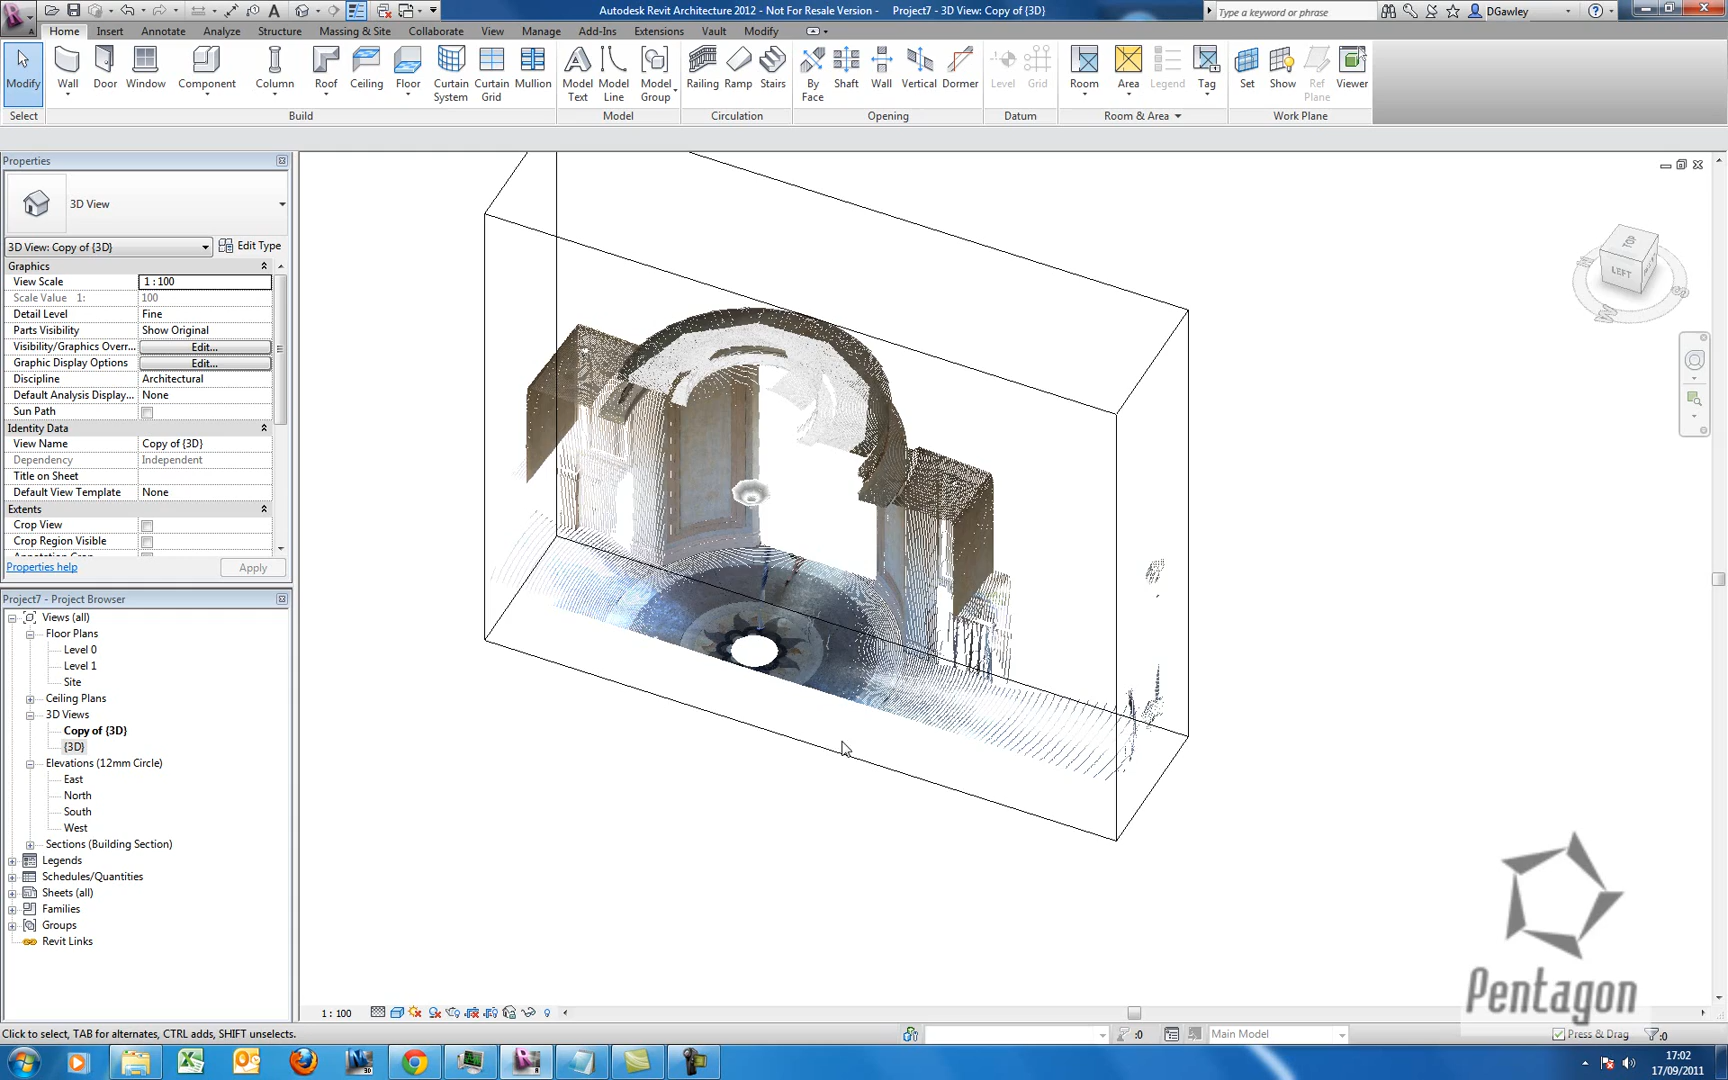 Autodesk Revit Architecture 2012 - Not For Resale Version - Project7 - 3D View: Copy of {3D}
Type a keyword or phrase
DGawley
Home Insert Annotate Analyze Structure Massing & Site Collaborate View Manage Add-Ins Extensions Vault Modify
Modify
Wall
Door
Window
Component
Column
Roof
Ceiling
Floor
Curtain System
Curtain Grid
Mullion
Model Text
Model Line
Model Group
Railing
Ramp
Stairs
By Face
Shaft
Wall
Vertical
Dormer
Level
Grid
Room
Area
Legend
Tag
Set
Show
Ref Plane
Viewer
Select Build Model Circulation Opening Datum Room & Area Work Plane
Properties
3D View
3D View: Copy of {3D} Edit Type
Graphics
View Scale 1 : 100
Scale Value 1: 100
Detail Level Fine
Parts Visibility Show Original
Visibility/Graphics Overr... Edit...
Graphic Display Options Edit...
Discipline Architectural
Default Analysis Display... None
Sun Path
Identity Data
View Name Copy of {3D}
Dependency Independent
Title on Sheet
Default View Template None
Extents
Crop View
Crop Region Visible
Properties help Apply
Project7 - Project Browser
Views (all)
Floor Plans
Level 0
Level 1
Site
Ceiling Plans
3D Views
Copy of {3D}
{3D}
Elevations (12mm Circle)
East
North
South
West
Sections (Building Section)
Legends
Schedules/Quantities
Sheets (all)
Families
Groups
Revit Links
TOP
LEFT
W
Pentagon
1 : 100
Click to select, TAB for alternates, CTRL adds, SHIFT unselects.
:0
Main Model
Press & Drag
:0
17:02
17/09/2011